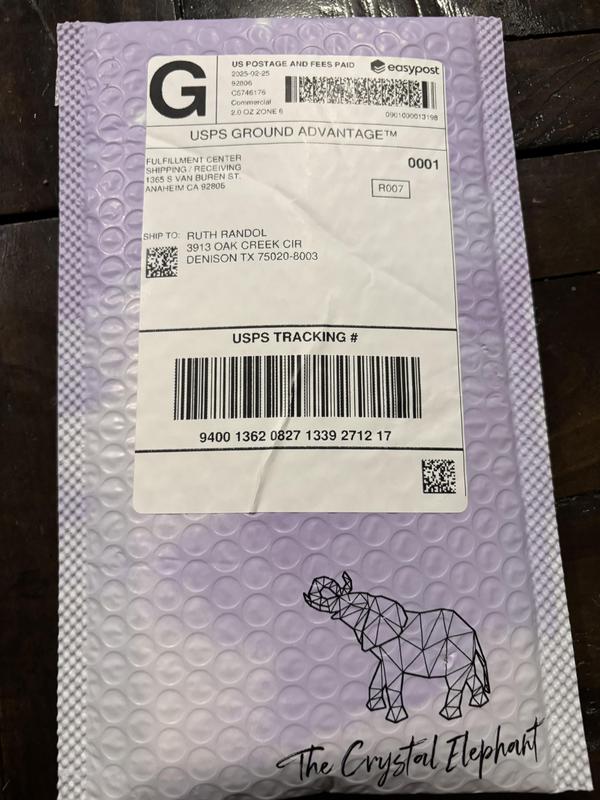 G
US POSTAGE AND FEES PAID
easypost
2025-02-25
92806
C5746176
Commercial
2.0 OZ ZONE 6
0901000013198
USPS GROUND ADVANTAGE™
FULFILLMENT CENTER
SHIPPING / RECEIVING
1365 S VAN BUREN ST.
ANAHEIM CA 92806
0001
R007
SHIP TO: RUTH RANDOL
3913 OAK CREEK CIR
DENISON TX 75020-8003
USPS TRACKING #
9400 1362 0827 1339 2712 17
The Crystal Elephant